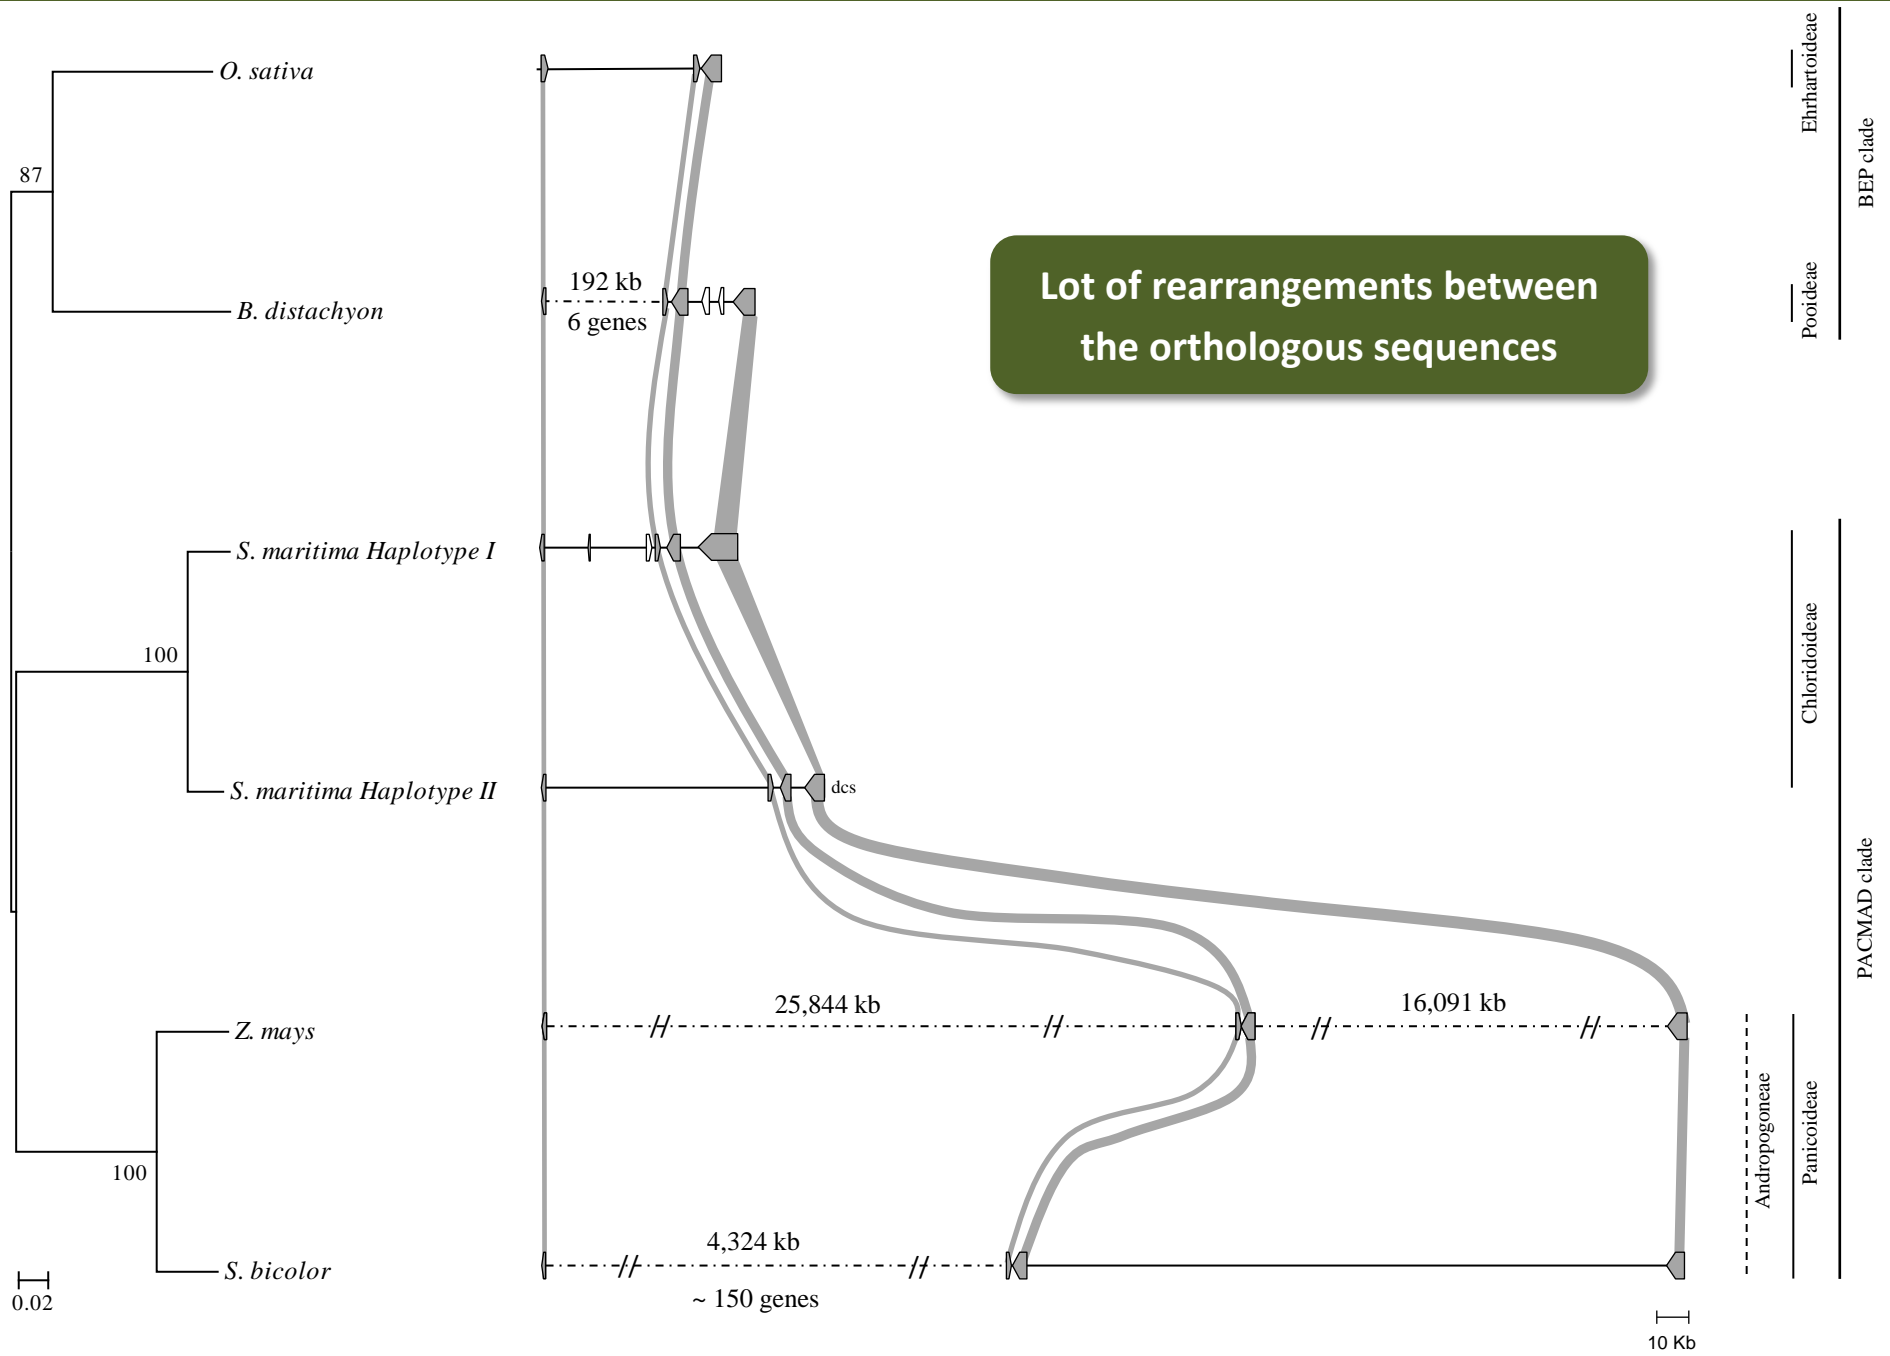 O. sativa
87
B. distachyon
192 kb
6 genes
Lot of rearrangements between
the orthologous sequences
Ehrhartoideae
BEP clade
Pooideae
S. maritima Haplotype I
100
S. maritima Haplotype II
dcs
Chloridoideae
PACMAD clade
Z. mays
25,844 kb
16,091 kb
100
Andropogoneae
Panicoideae
S. bicolor
4,324 kb
~ 150 genes
0.02
10 Kb